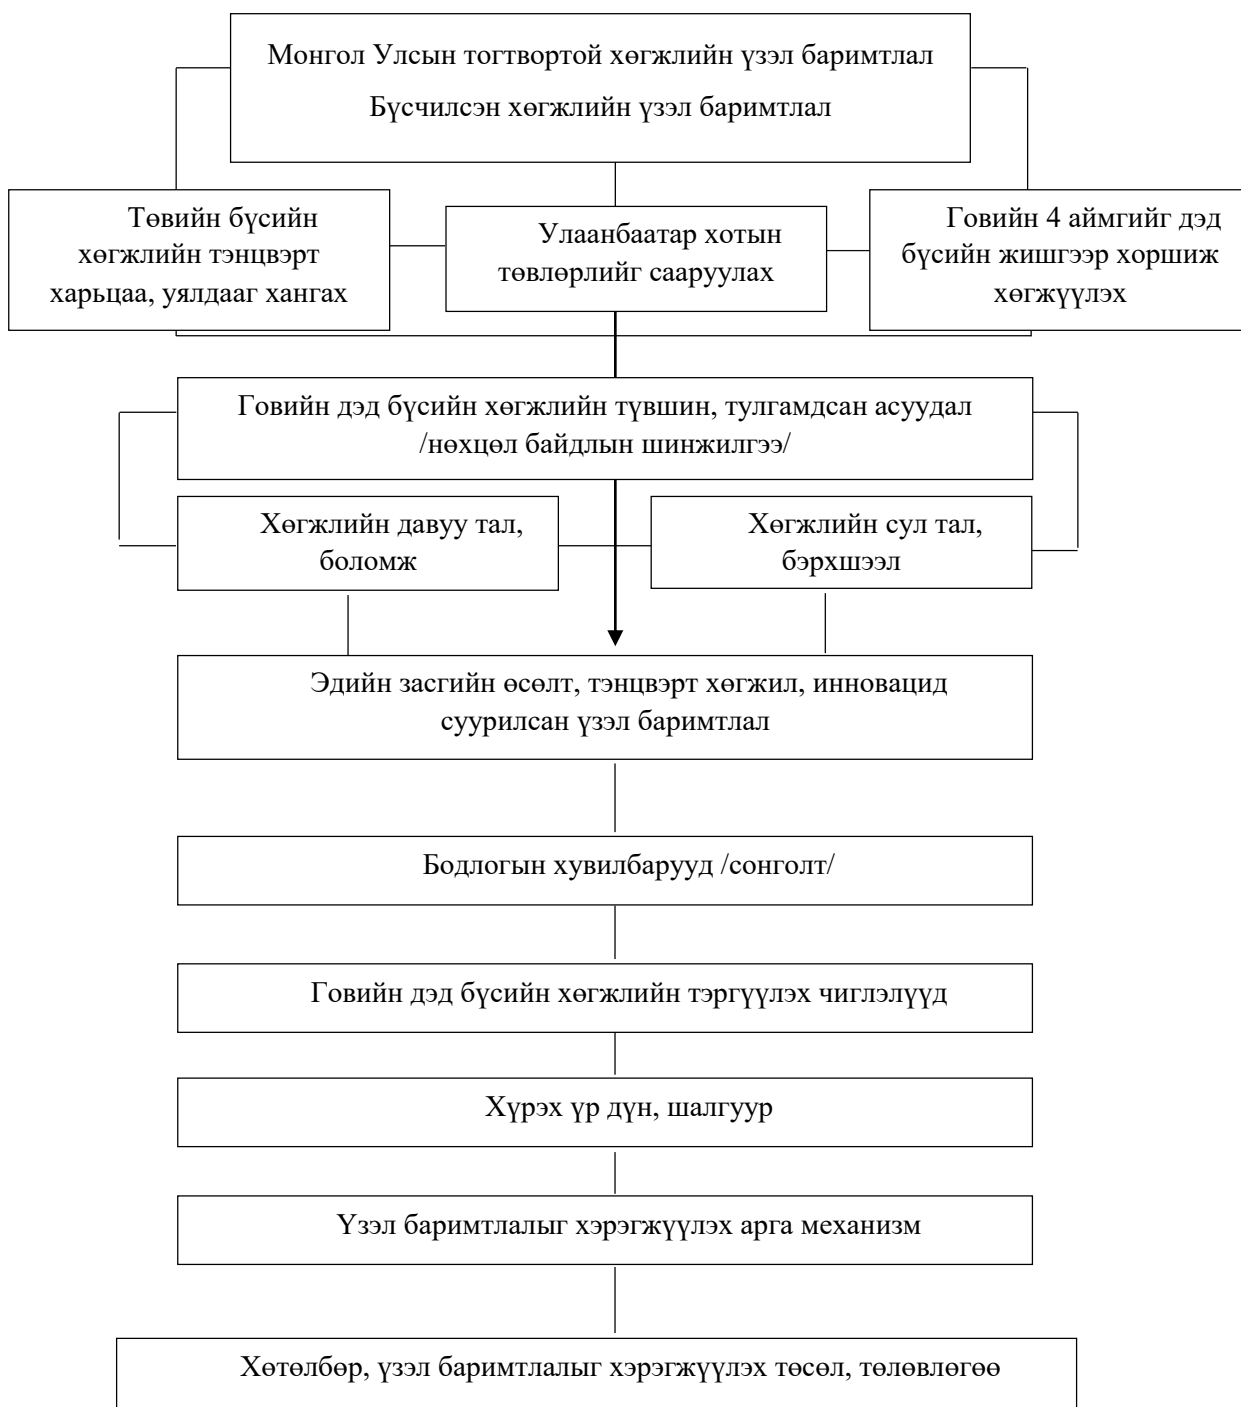 Монгол Улсын тогтвортой хөгжлийн үзэл баримтлал
Бүсчилсэн хөгжлийн үзэл баримтлал
Төвийн бүсийн
хөгжлийн тэнцвэрт
харьцаа, уялдааг хангах
Улаанбаатар хотын
төвлөрлийг сааруулах
Говийн 4 аймгийг дэд
бүсийн жишгээр хоршиж
хөгжүүлэх
Говийн дэд бүсийн хөгжлийн түвшин, тулгамдсан асуудал
/нөхцөл байдлын шинжилгээ/
Хөгжлийн давуу тал,
боломж
Хөгжлийн сул тал,
бэрхшээл
Эдийн засгийн өсөлт, тэнцвэрт хөгжил, инновацид
суурилсан үзэл баримтлал
Бодлогын хувилбарууд /сонголт/
Говийн дэд бүсийн хөгжлийн тэргүүлэх чиглэлүүд
Хүрэх үр дүн, шалгуур
Үзэл баримтлалыг хэрэгжүүлэх арга механизм
Хөтөлбөр, үзэл баримтлалыг хэрэгжүүлэх төсөл, төлөвлөгөө